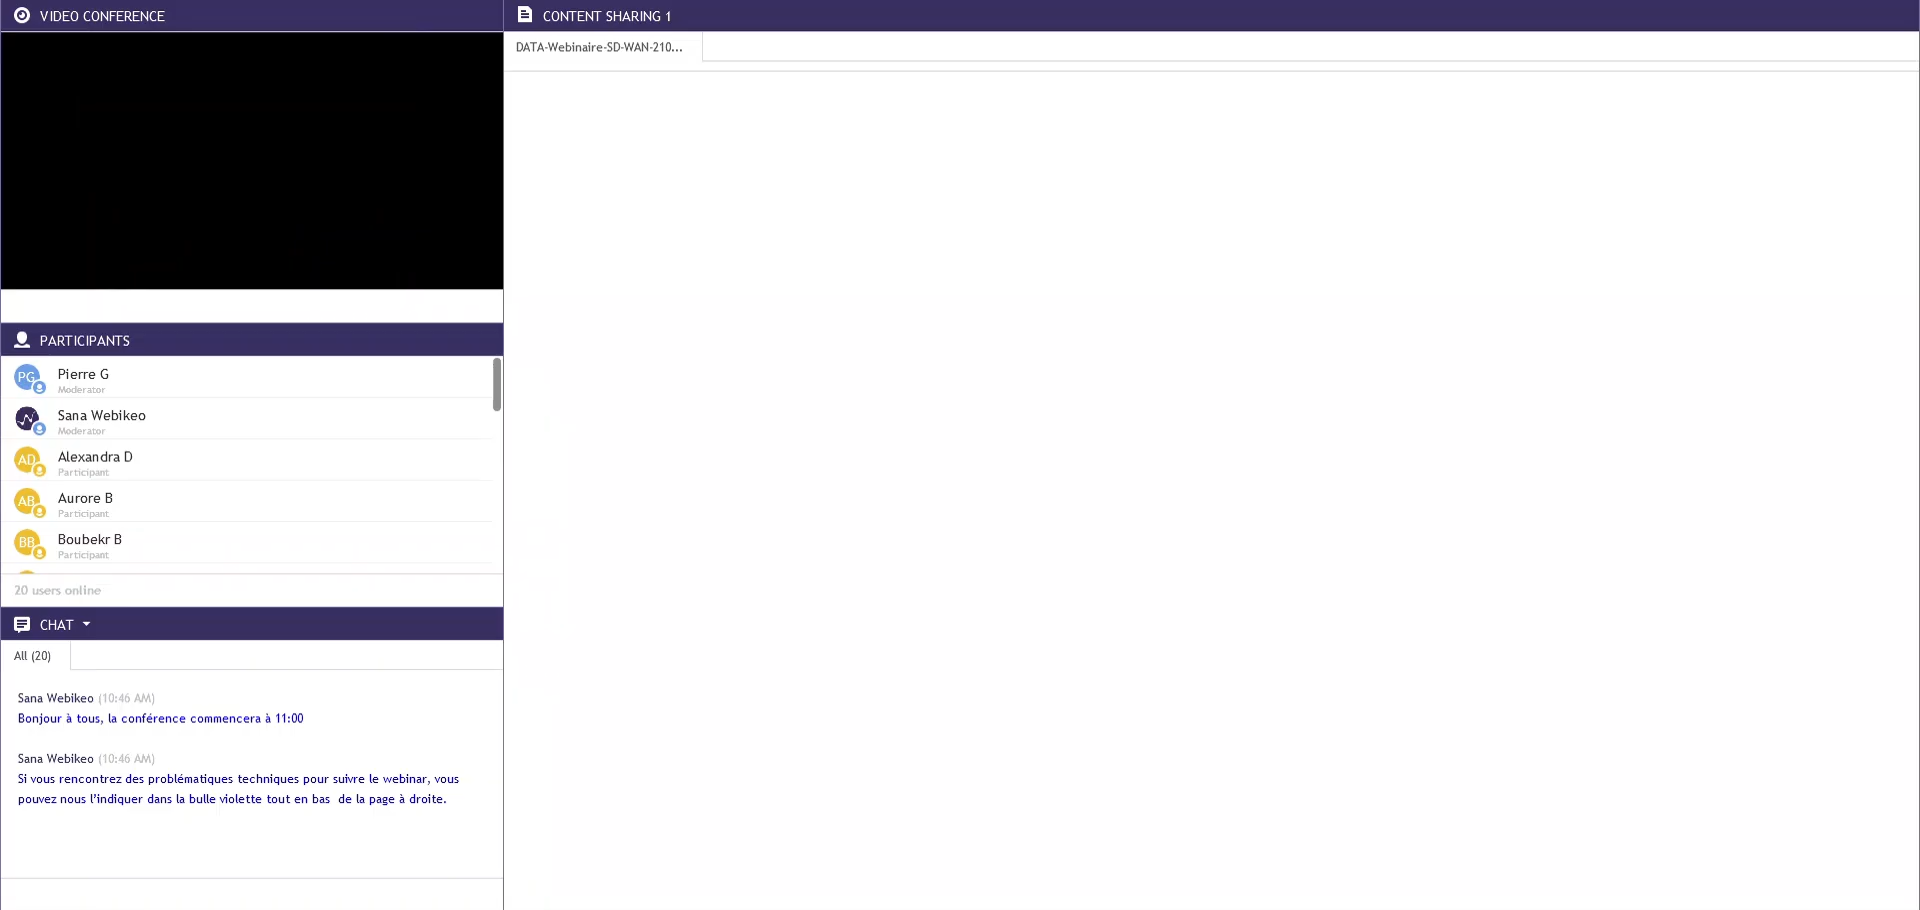 VIDEO CONFERENCE
PARTICIPANTS
PG
Pierre G
Moderator
Sana Webikeo
Moderator
AD
Alexandra D
Participant
AB
Aurore B
Participant
BB
Boubekr B
Participant
20 users online
CHAT
All (20)
Sana Webikeo (10:46 AM)
Bonjour à tous, la conférence commencera à 11:00
Sana Webikeo (10:46 AM)
Si vous rencontrez des problématiques techniques pour suivre le webinar, vous
pouvez nous l'indiquer dans la bulle violette tout en bas de la page à droite.
CONTENT SHARING 1
DATA-Webinaire-SD-WAN-210...